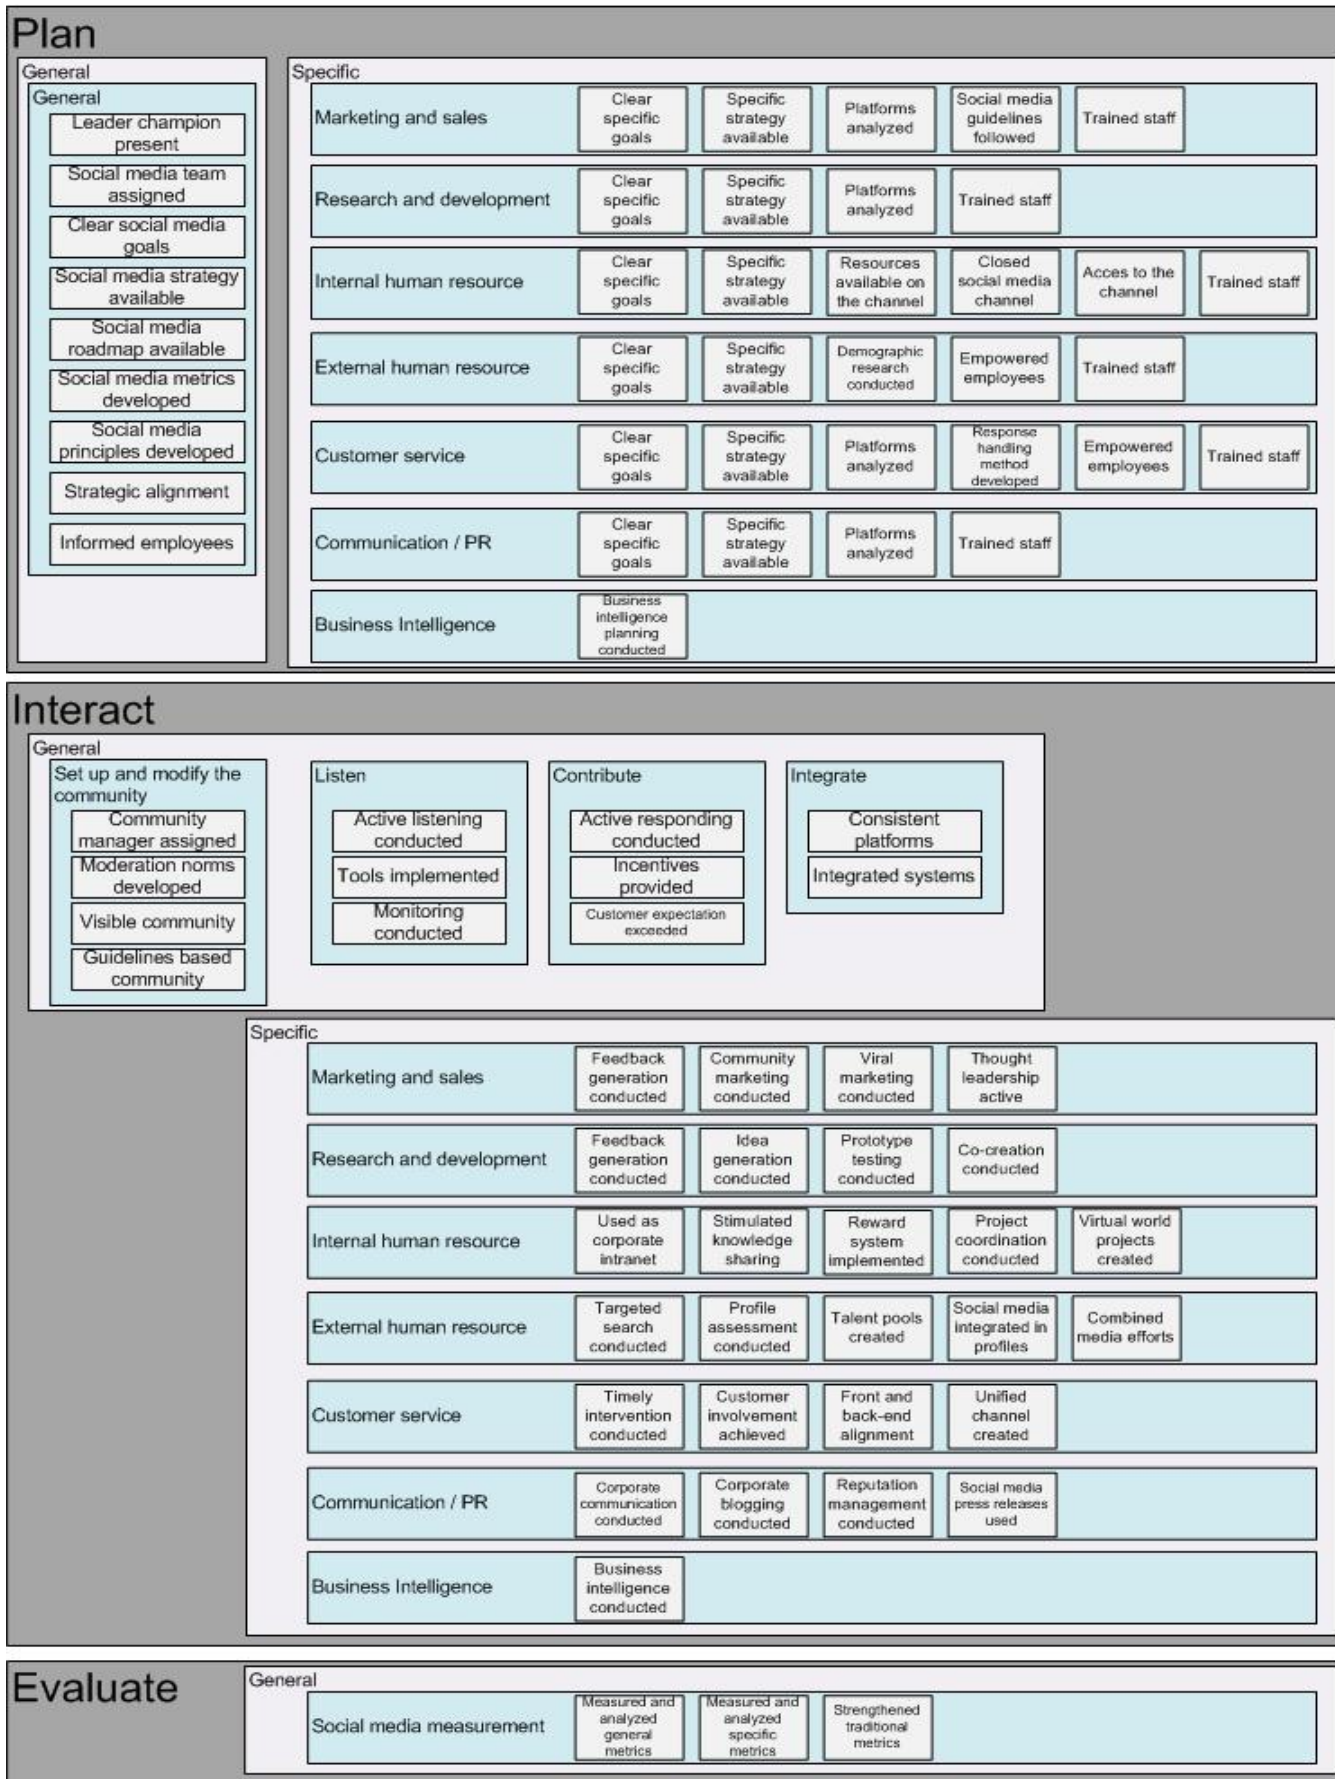 Plan
General
General
Leader champion
present
Social media team
assigned
Clear social media
goals
Social media strategy
available
Social media
roadmap available
Social media metrics
developed
Social media
principles developed
Strategic alignment
Informed employees
Specific
Marketing and sales
Clear
specific
goals
Specific
strategy
available
Platforms
analyzed
Social media
guidelines
followed
Trained staff
Research and development
Clear
specific
goals
Specific
strategy
available
Platforms
analyzed
Trained staff
Internal human resource
Clear
specific
goals
Specific
strategy
available
Resources
available on
the channel
Closed
social media
channel
Acces to the
channel
Trained staff
External human resource
Clear
specific
goals
Specific
strategy
available
Demographic
research
conducted
Empowered
employees
Trained staff
Customer service
Clear
specific
goals
Specific
strategy
available
Platforms
analyzed
Response
handling
method
developed
Empowered
employees
Trained staff
Communication / PR
Clear
specific
goals
Specific
strategy
available
Platforms
analyzed
Trained staff
Business Intelligence
Business
intelligence
planning
conducted
Interact
General
Set up and modify the
community
Community
manager assigned
Moderation norms
developed
Visible community
Guidelines based
community
Listen
Active listening
conducted
Tools implemented
Monitoring
conducted
Contribute
Active responding
conducted
Incentives
provided
Customer expectation
exceeded
Integrate
Consistent
platforms
Integrated systems
Specific
Marketing and sales
Feedback
generation
conducted
Community
marketing
conducted
Viral
marketing
conducted
Thought
leadership
active
Research and development
Feedback
generation
conducted
Idea
generation
conducted
Prototype
testing
conducted
Co-creation
conducted
Internal human resource
Used as
corporate
intranet
Stimulated
knowledge
sharing
Reward
system
implemented
Project
coordination
conducted
Virtual world
projects
created
External human resource
Targeted
search
conducted
Profile
assessment
conducted
Talent pools
created
Social media
integrated in
profiles
Combined
media efforts
Customer service
Timely
intervention
conducted
Customer
involvement
achieved
Front and
back-end
alignment
Unified
channel
created
Communication / PR
Corporate
communication
conducted
Corporate
blogging
conducted
Reputation
management
conducted
Social media
press releases
used
Business Intelligence
Business
intelligence
conducted
Evaluate
General
Social media measurement
Measured and
analyzed
general
metrics
Measured and
analyzed
specific
metrics
Strengthened
traditional
metrics